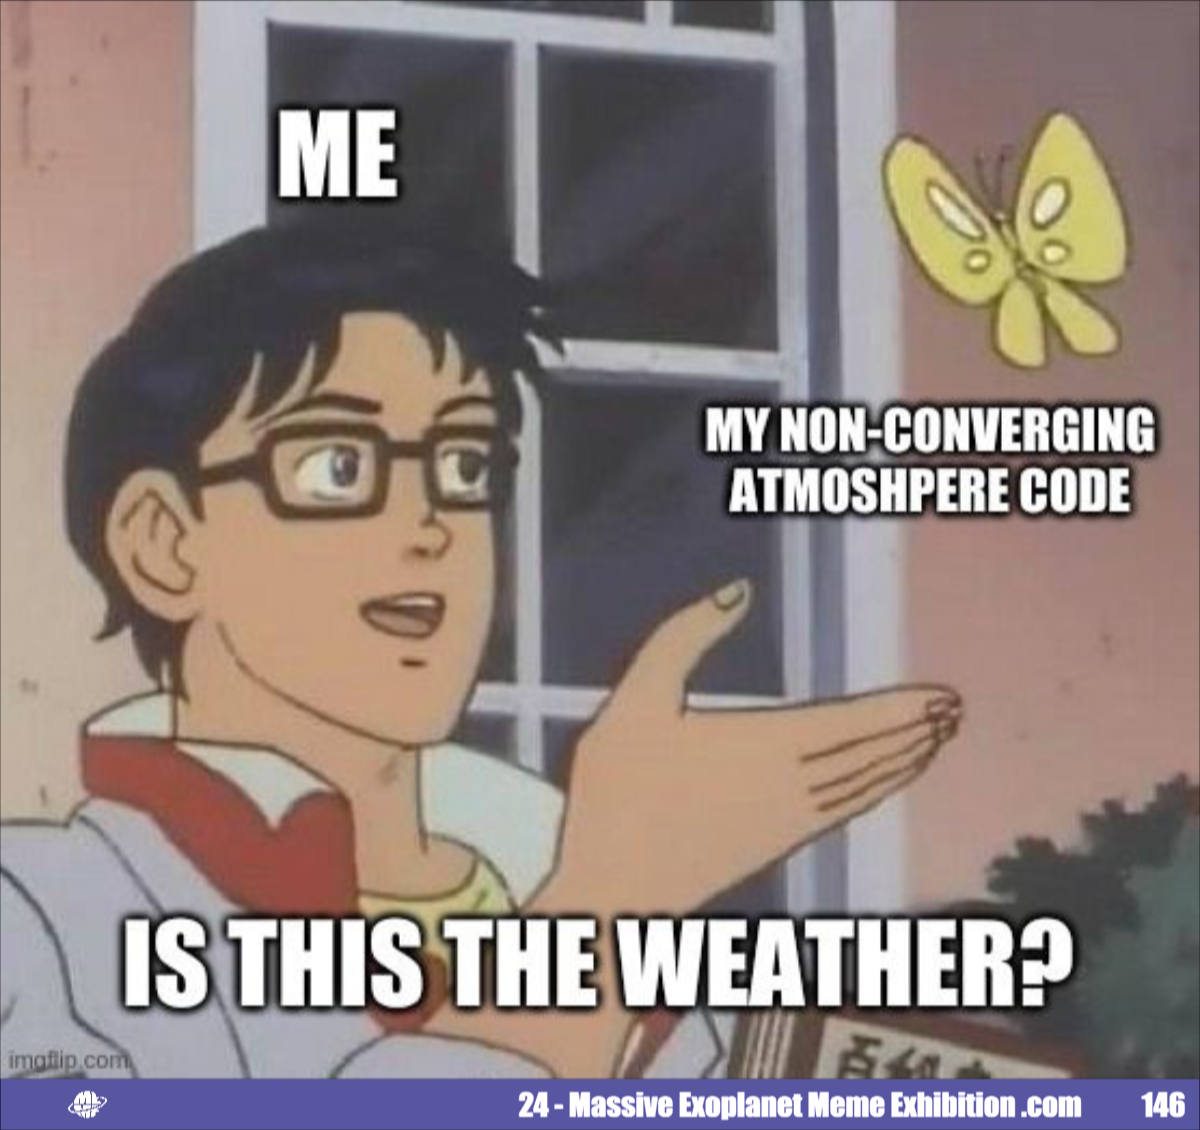 ME
MY NON-CONVERGING
ATMOSHPERE CODE
IS THIS THE WEATHER?
imgflip.com
24 - Massive Exoplanet Meme Exhibition .com
146